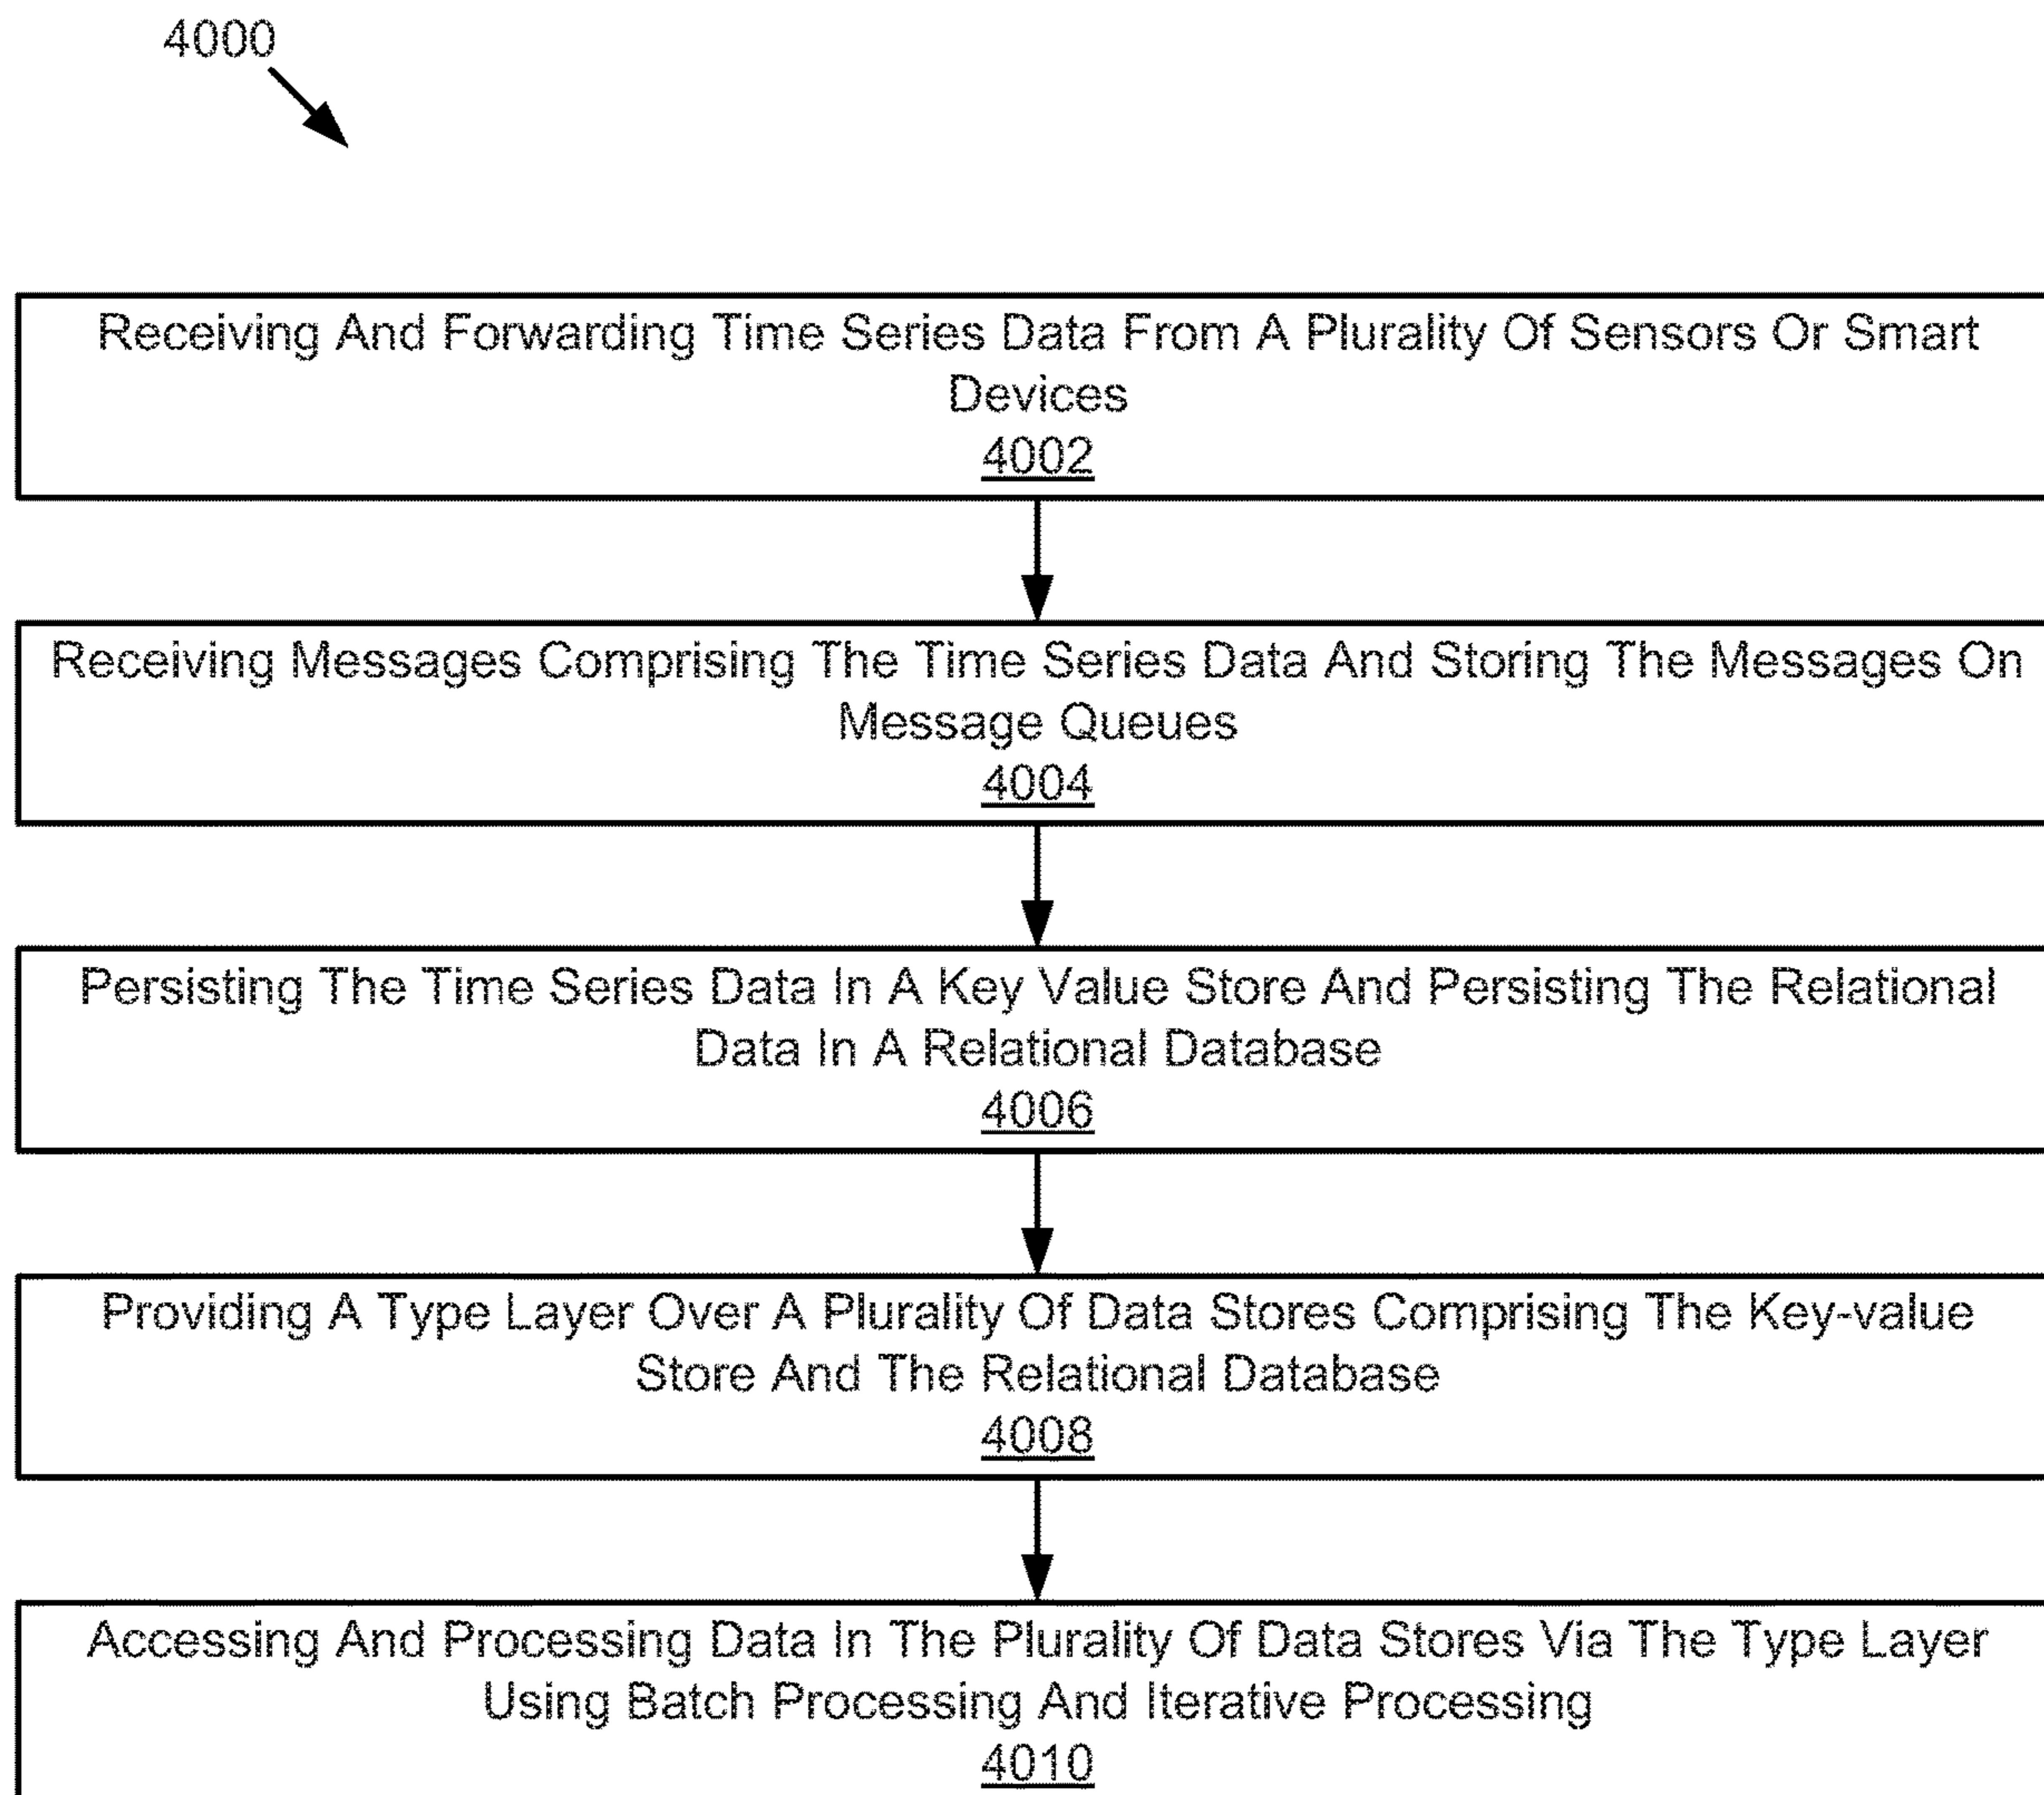 4000
Receiving And Forwarding Time Series Data From A Plurality Of Sensors Or Smart
Devices
4002
Receiving Messages Comprising The Time Series Data And Storing The Messages On
Message Queues
4004
Persisting The Time Series Data In A Key Value Store And Persisting The Relational
Data In A Relational Database
4006
Providing A Type Layer Over A Plurality Of Data Stores Comprising The Key-value
Store And The Relational Database
4008
Accessing And Processing Data In The Plurality Of Data Stores Via The Type Layer
Using Batch Processing And Iterative Processing
4010